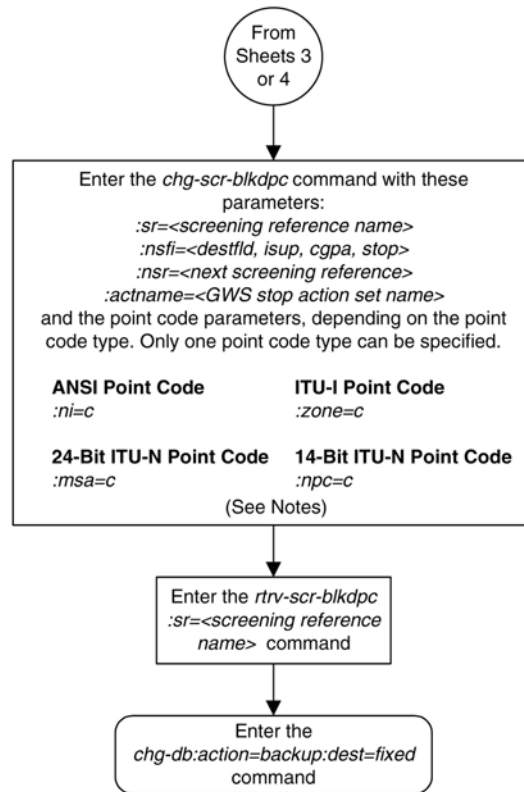 From
Sheets 3
or 4
Enter the chg-scr-blkdpc command with these
parameters:
:sr=<screening reference name>
:nsfi=<destfld, isup, cgpa, stop>
:nsr=<next screening reference>
:actname=<GWS stop action set name>
and the point code parameters, depending on the point
code type. Only one point code type can be specified.
ANSI Point Code
:ni=c
ITU-I Point Code
:zone=c
24-Bit ITU-N Point Code
:msa=c
14-Bit ITU-N Point Code
:npc=c
(See Notes)
Enter the rtrv-scr-blkdpc
:sr=<screening reference
name> command
Enter the
chg-db:action=backup:dest=fixed
command